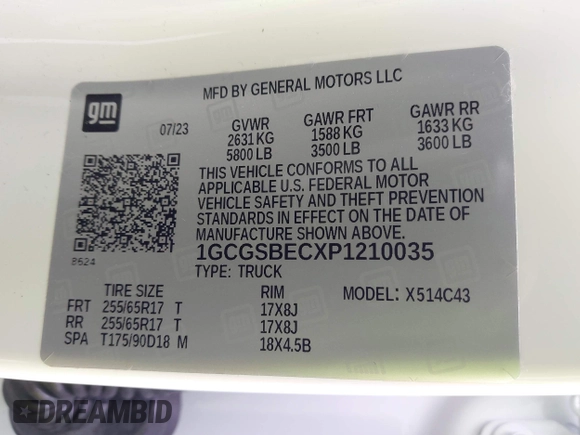 MFD BY GENERAL MOTORS LLC
gm
07/23
GVWR GAWR FRT GAWR RR
2631 KG 1588 KG 1633 KG
5800 LB 3500 LB 3600 LB
THIS VEHICLE CONFORMS TO ALL
APPLICABLE U.S. FEDERAL MOTOR
VEHICLE SAFETY AND THEFT PREVENTION
STANDARDS IN EFFECT ON THE DATE OF
MANUFACTURE SHOWN ABOVE.
8624
1GCGSBECXP1210035
TYPE: TRUCK
TIRE SIZE RIM MODEL: X514C43
FRT 255/65R17 T 17X8J
RR 255/65R17 T 17X8J
SPA T175/90D18 M 18X4.5B
DREAMBID